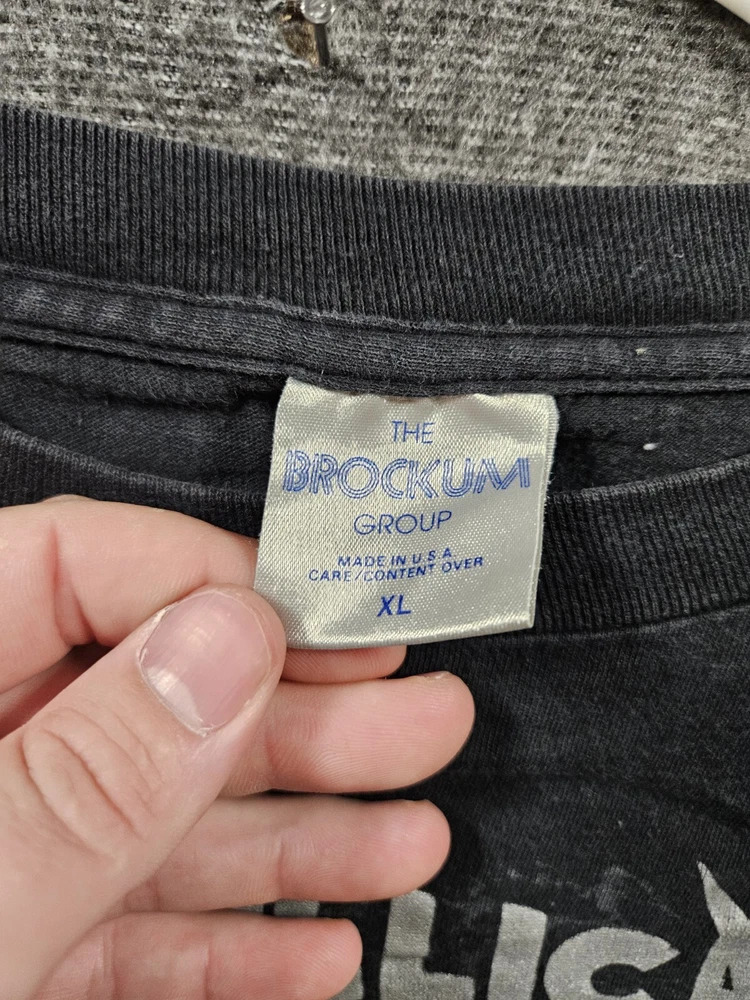 THE
BROCKUM
GROUP
MADE IN U.S.A
CARE/CONTENT OVER
XL